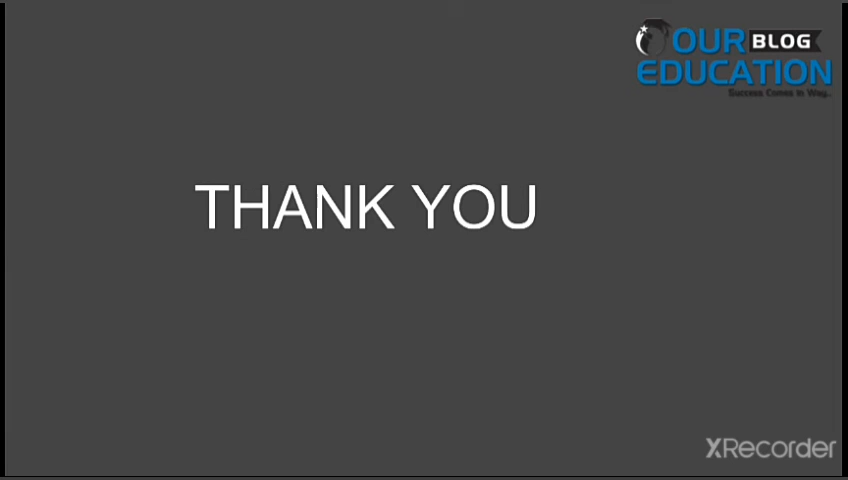 OUR BLOG
EDUCATION
Success Comes in Way..
THANK YOU
XRecorder